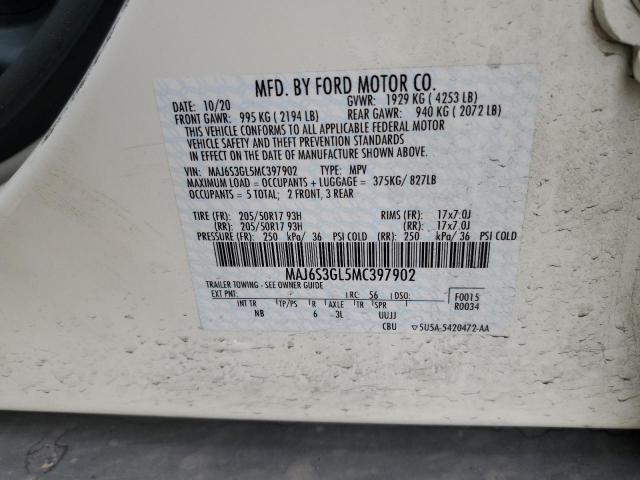 MFD. BY FORD MOTOR CO.
DATE: 10/20 GVWR: 1929 KG ( 4253 LB)
FRONT GAWR: 995 KG ( 2194 LB) REAR GAWR: 940 KG ( 2072 LB)
THIS VEHICLE CONFORMS TO ALL APPLICABLE FEDERAL MOTOR
VEHICLE SAFETY AND THEFT PREVENTION STANDARDS
IN EFFECT ON THE DATE OF MANUFACTURE SHOWN ABOVE.
VIN: MAJ6S3GL5MC397902 TYPE: MPV
MAXIMUM LOAD = OCCUPANTS + LUGGAGE = 375KG/ 827LB
OCCUPANTS = 5 TOTAL; 2 FRONT, 3 REAR
TIRE (FR): 205/50R17 93H RIMS (FR): 17x7.0J
(RR): 205/50R17 93H (RR): 17x7.0J
PRESSURE (FR): 250 kPa/ 36 PSI COLD (RR): 250 kPa/ 36 PSI COLD
MAJ6S3GL5MC397902
TRAILER TOWING - SEE OWNER GUIDE
EXT PNT: RC: 56 DSO: F0015
INT TR TP/PS R AXLE TR SPR R0034
NB 6 3L UUJJ
CBU ▽5U5A-5420472-AA